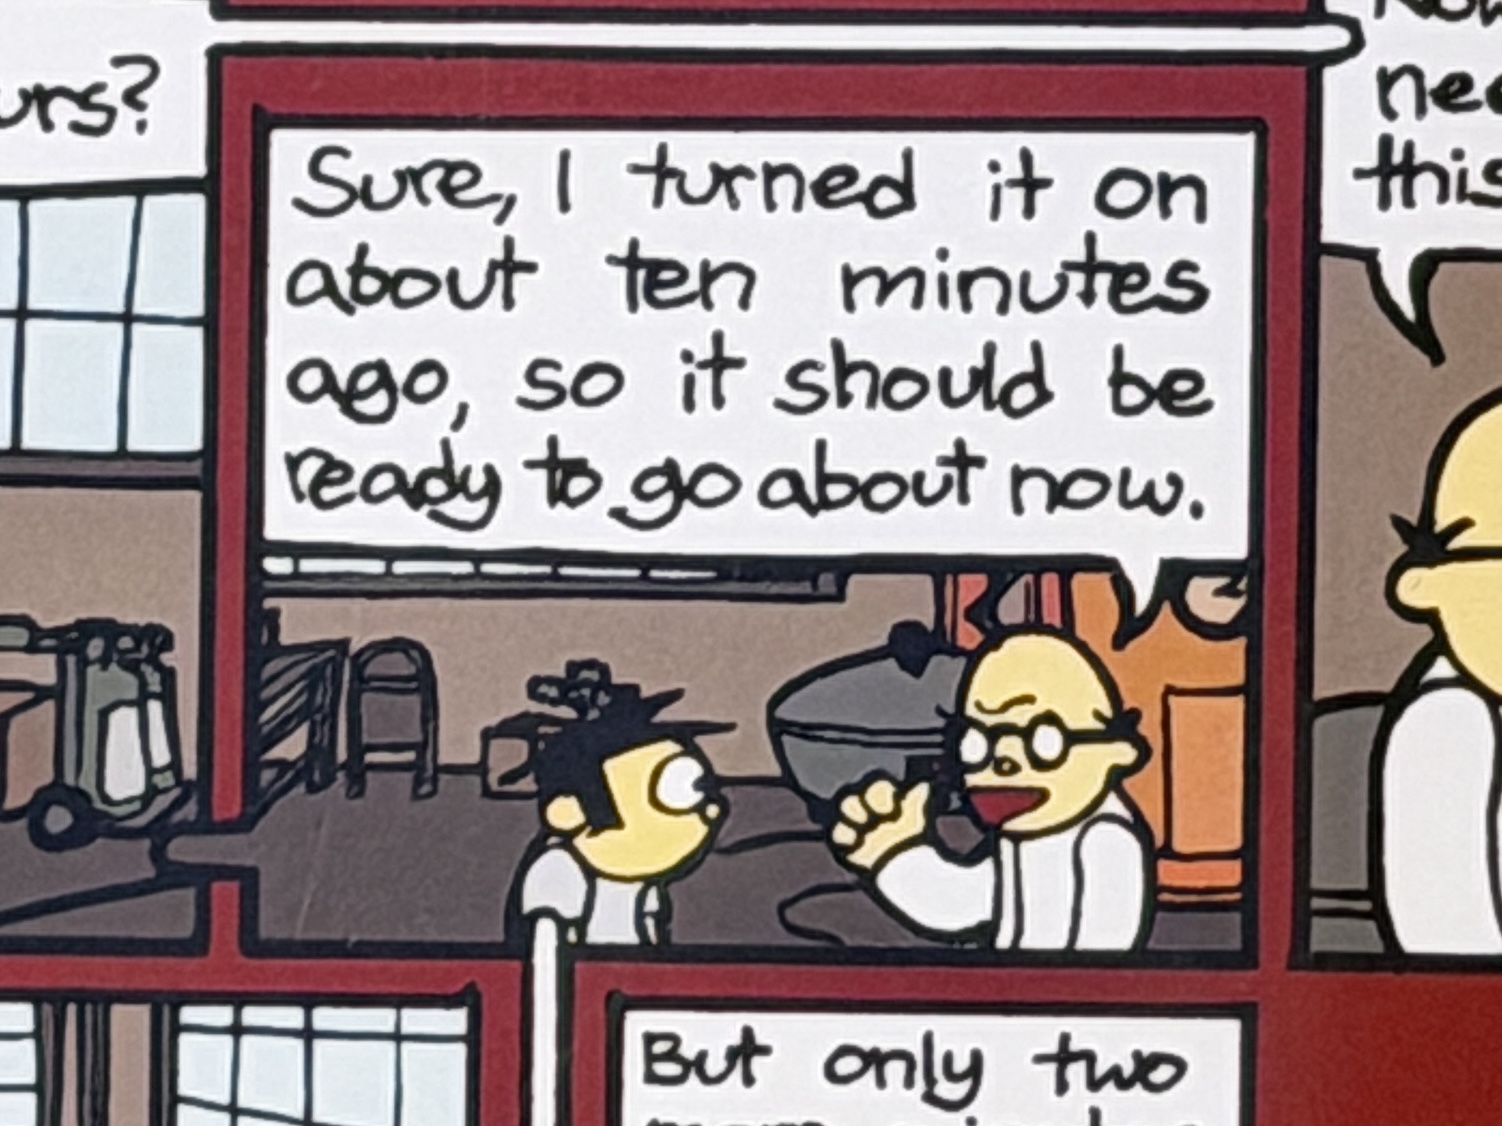 urs?
Sure, I turned it on
about ten minutes
ago, so it should be
ready to go about now.
this
But only two